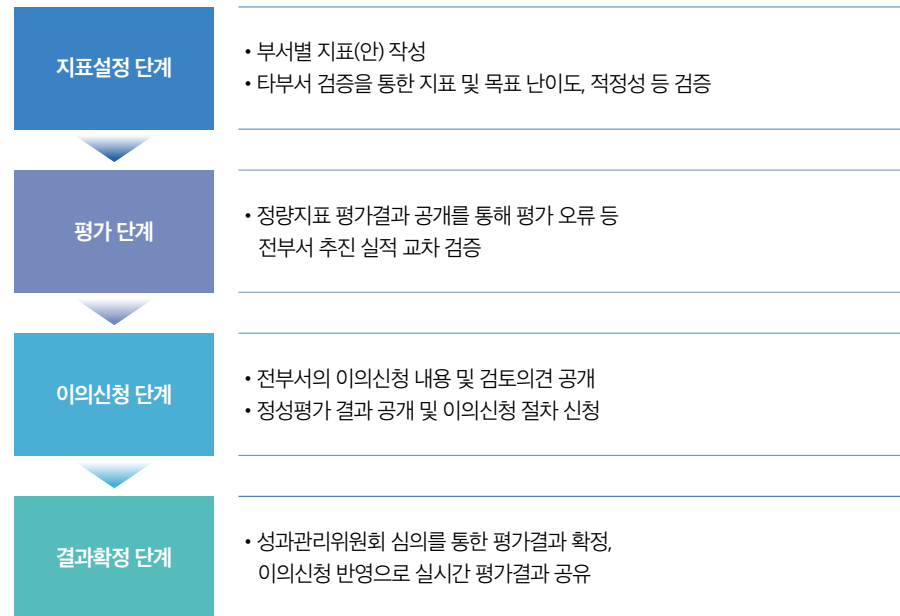 지표설정 단계
• 부서별 지표(안) 작성
• 타부서 검증을 통한 지표 및 목표 난이도, 적정성 등 검증
평가 단계
• 정량지표 평가결과 공개를 통해 평가 오류 등
전부서 추진 실적 교차 검증
이의신청 단계
• 전부서의 이의신청 내용 및 검토의견 공개
• 정성평가 결과 공개 및 이의신청 절차 신청
결과확정 단계
• 성과관리위원회 심의를 통한 평가결과 확정,
이의신청 반영으로 실시간 평가결과 공유